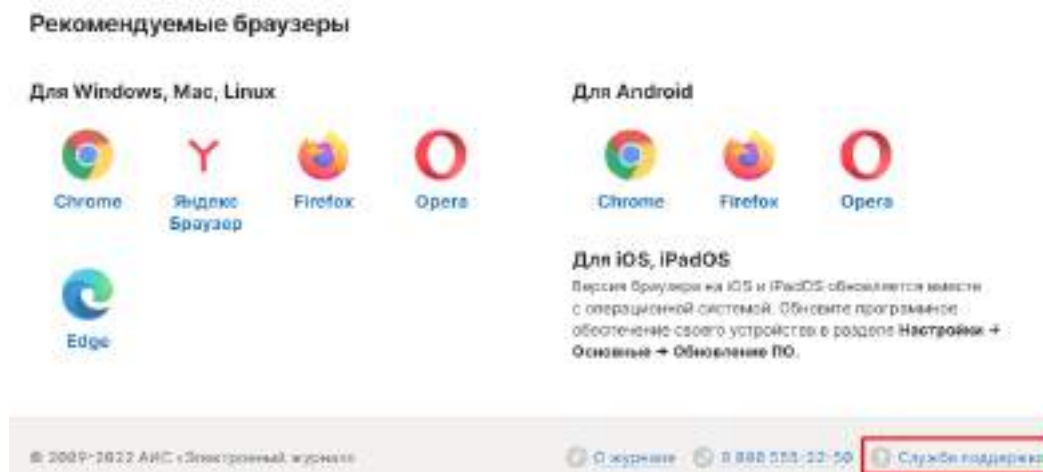 Рекомендуемые браузеры
Для Windows, Mac, Linux
Chrome
Яндекс Браузер
Firefox
Opera
Edge
Для Android
Chrome
Firefox
Opera
Для iOS, iPadOS
Версия браузера на iOS и iPadOS обновляется вместе
с операционной системой. Обновите программное
обеспечение своего устройства в разделе Настройки →
Основные → Обновление ПО.
© 2009-2022 АИС «Электронный журнал»
О журнале
8 800 555-22-50
Служба поддержки